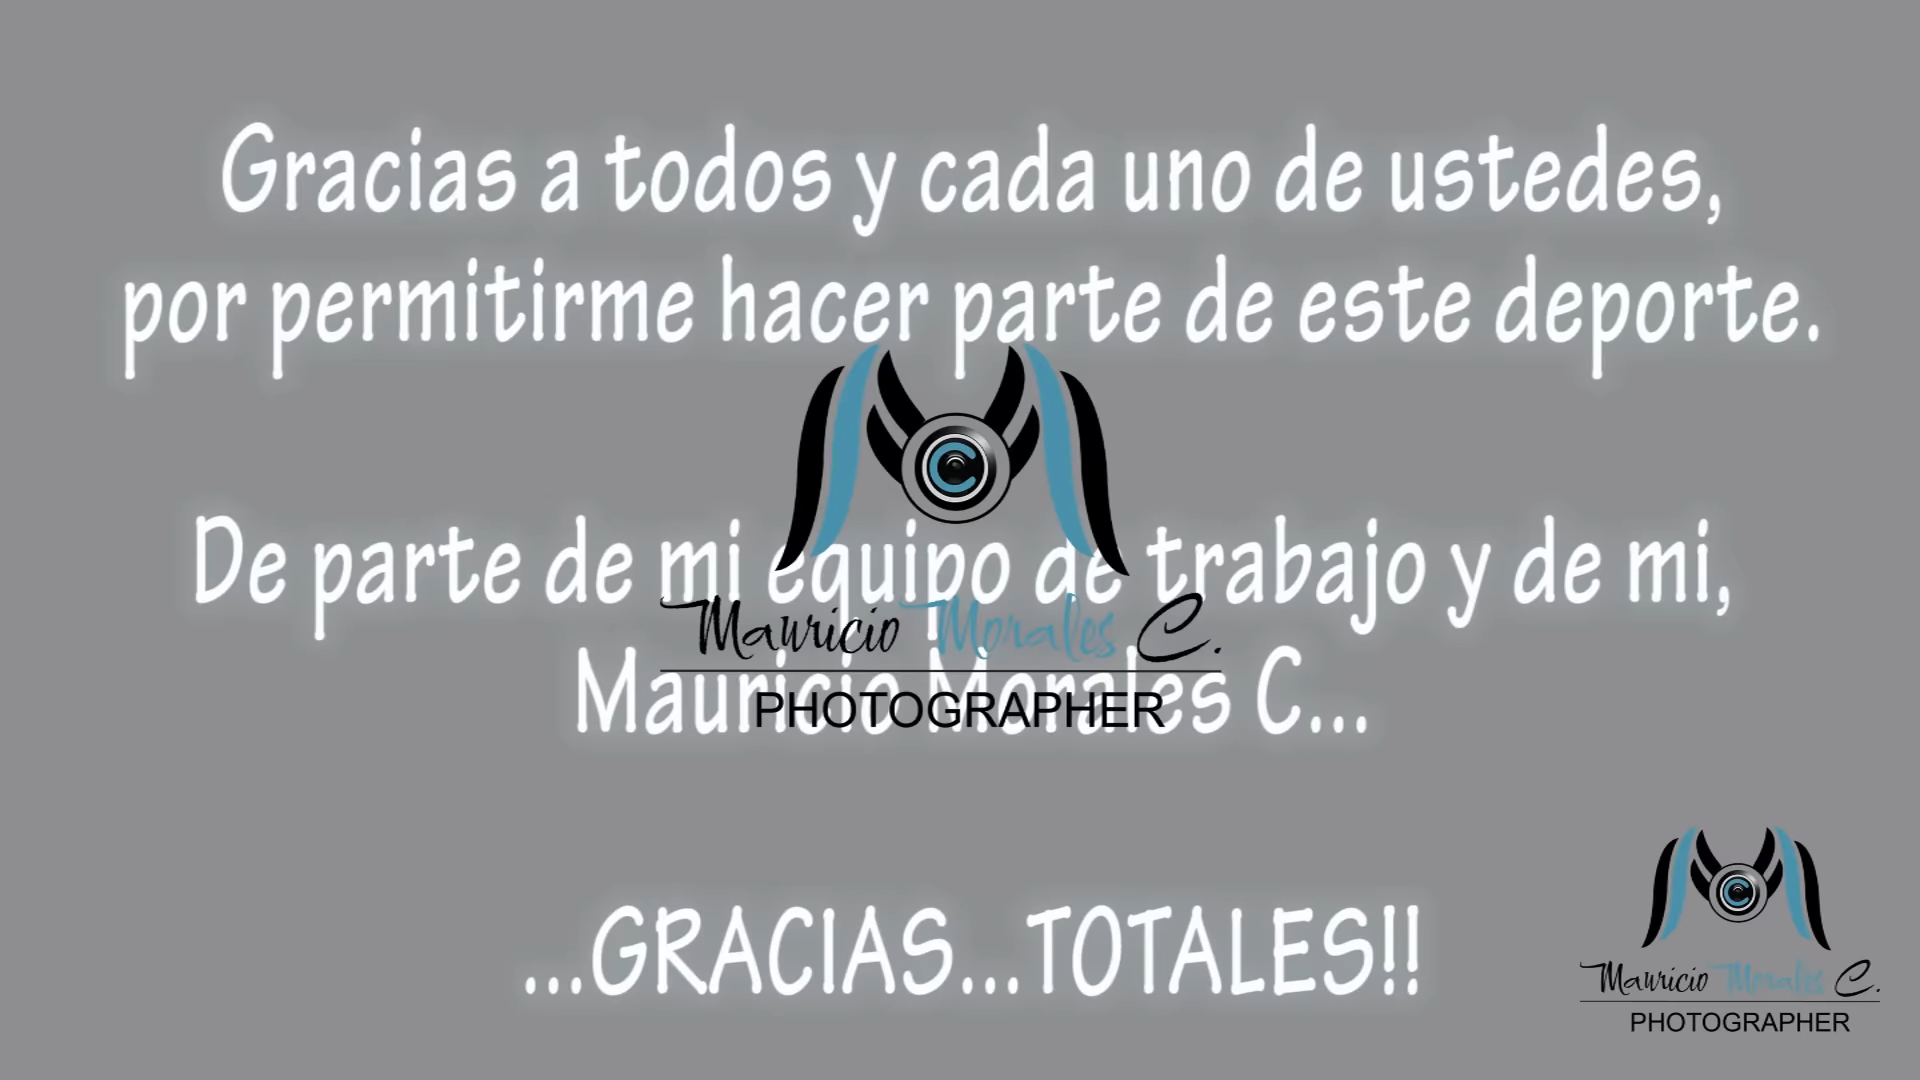 Gracias a todos y cada uno de ustedes,
por permitirme hacer parte de este deporte.
De parte de mi equipo de trabajo y de mi,
Mauricio Morales C.
Mauricio Morales C...
PHOTOGRAPHER
...GRACIAS...TOTALES!!
Mauricio Morales C.
PHOTOGRAPHER